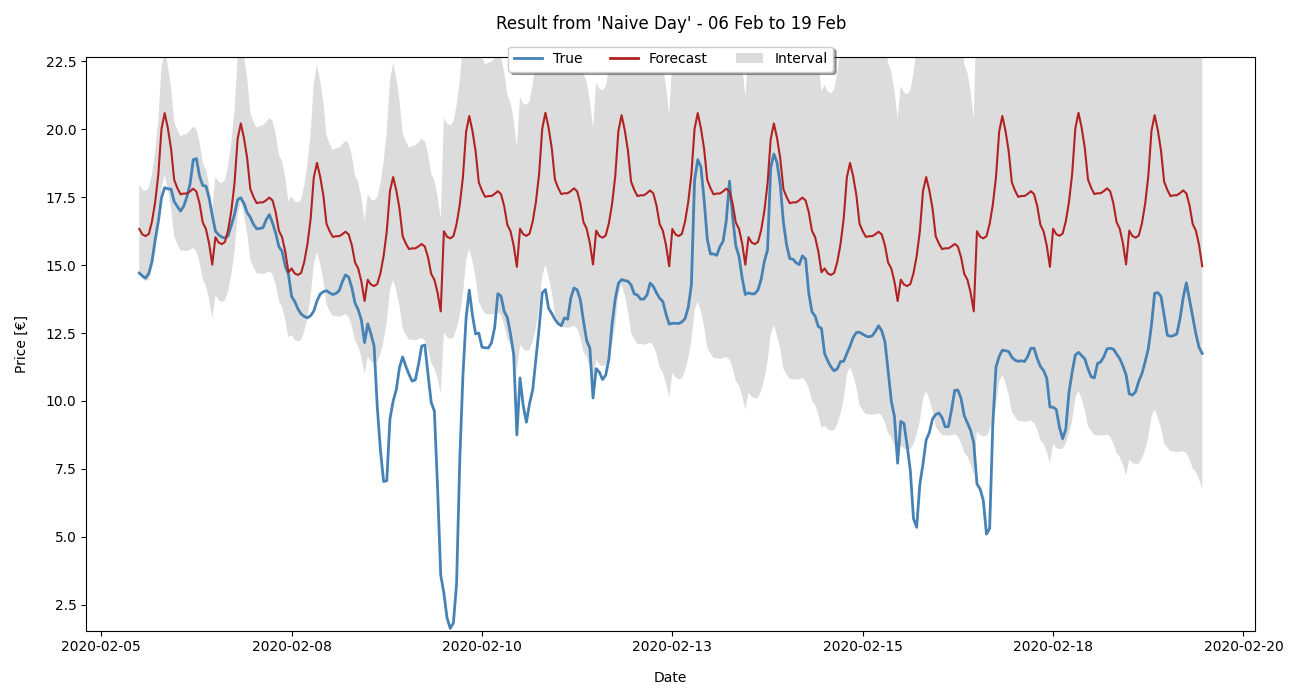 Result from 'Naive Day' - 06 Feb to 19 Feb
True Forecast Interval
22.5
20.0
17.5
15.0
12.5
10.0
7.5
5.0
2.5
Price [€]
2020-02-05 2020-02-08 2020-02-10 2020-02-13 2020-02-15 2020-02-18 2020-02-20
Date